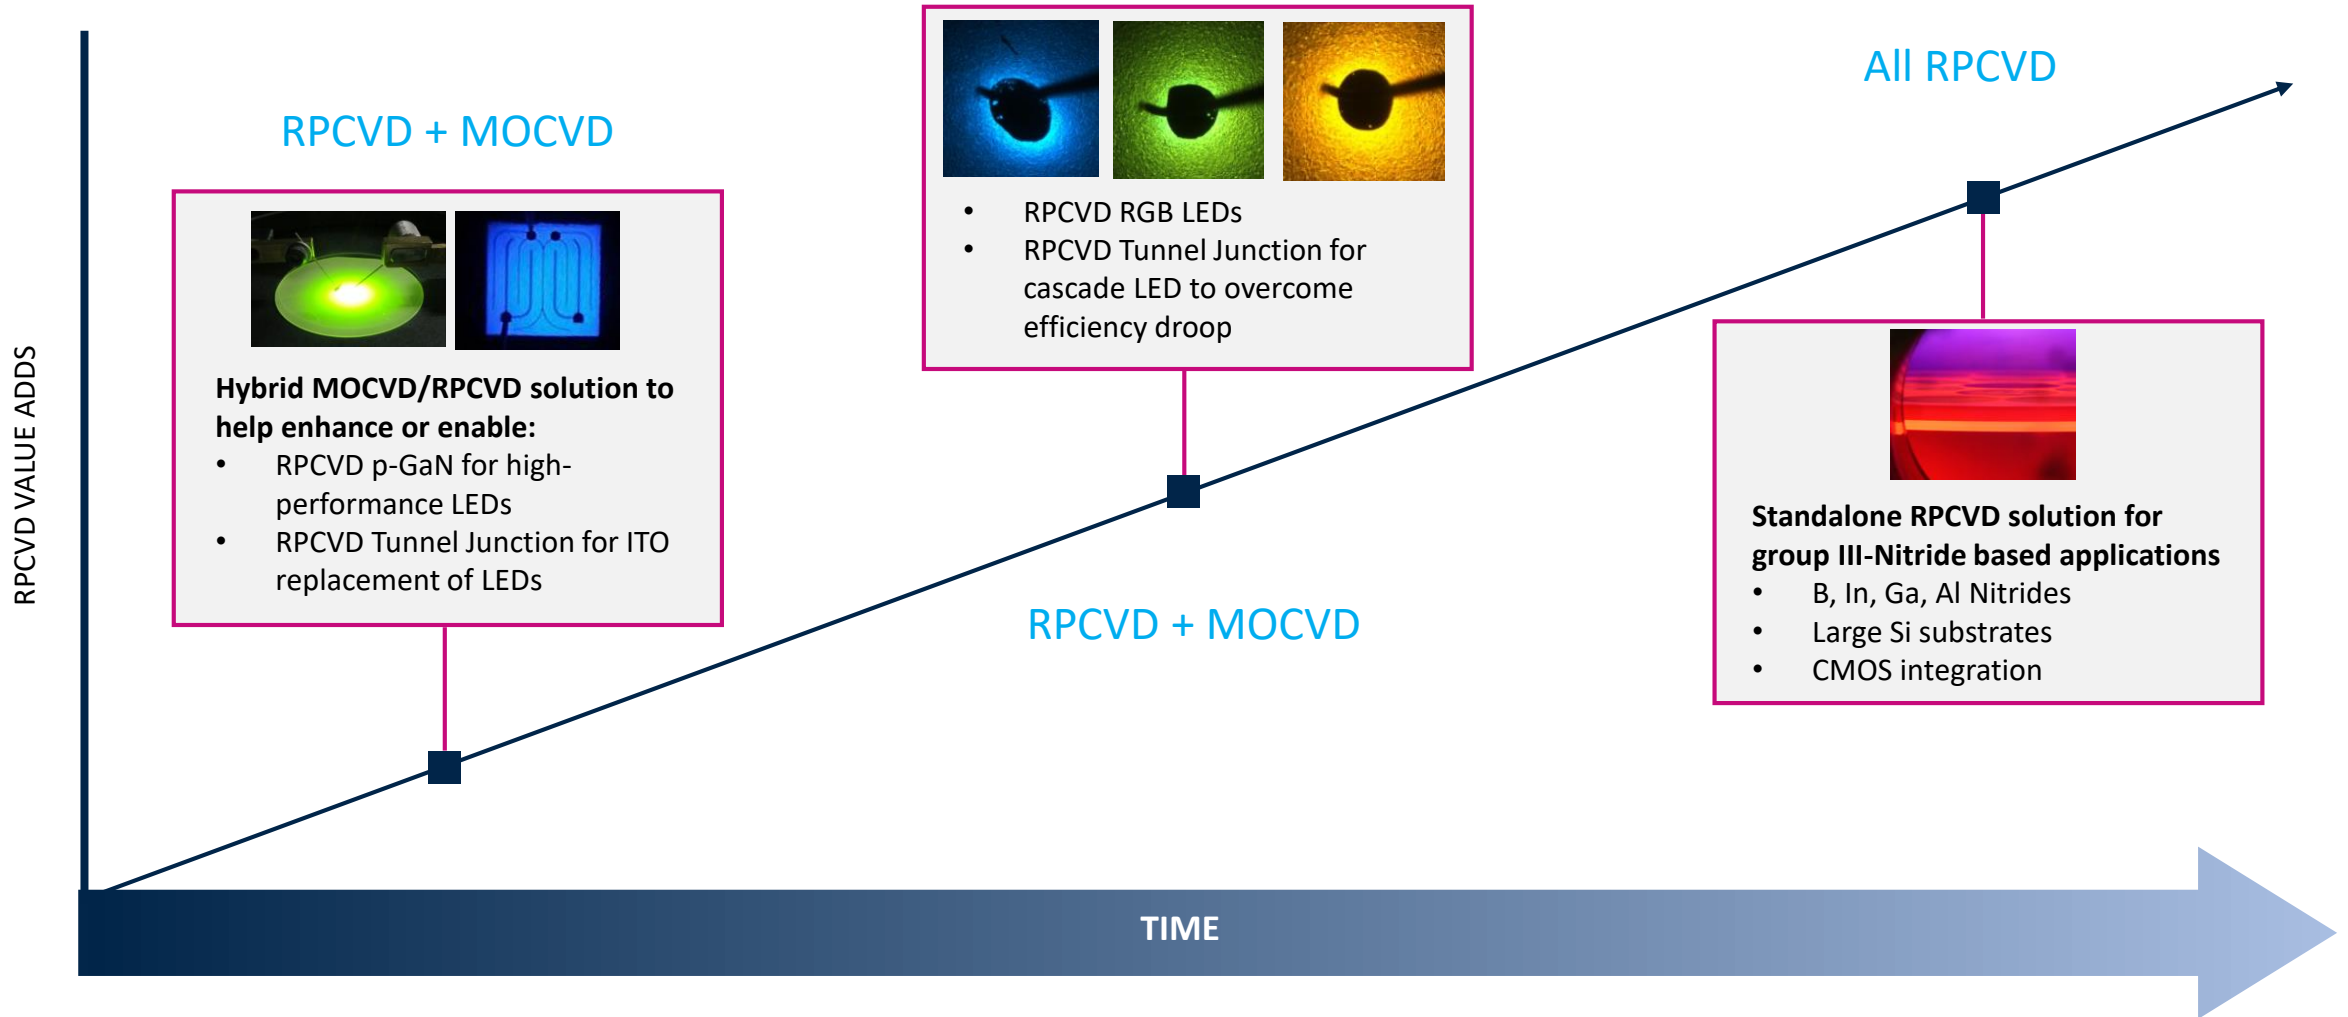 RPCVD VALUE ADDS
RPCVD + MOCVD
Hybrid MOCVD/RPCVD solution to
help enhance or enable:
• RPCVD p-GaN for high-
performance LEDs
• RPCVD Tunnel Junction for ITO
replacement of LEDs
• RPCVD RGB LEDs
• RPCVD Tunnel Junction for
cascade LED to overcome
efficiency droop
RPCVD + MOCVD
All RPCVD
Standalone RPCVD solution for
group III-Nitride based applications
• B, In, Ga, Al Nitrides
• Large Si substrates
• CMOS integration
TIME